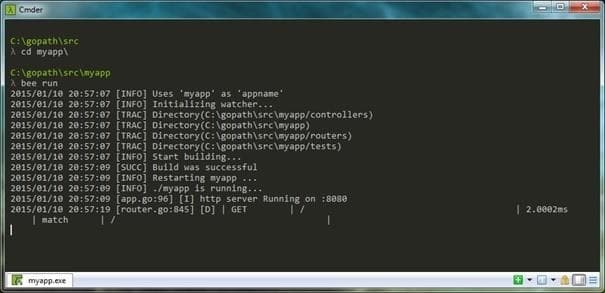 Cmder
C:\gopath\src
λ cd myapp\
C:\gopath\src\myapp
λ bee run
2015/01/10 20:57:07 [INFO] Uses 'myapp' as 'appname'
2015/01/10 20:57:07 [INFO] Initializing watcher...
2015/01/10 20:57:07 [TRAC] Directory(C:\gopath\src\myapp/controllers)
2015/01/10 20:57:07 [TRAC] Directory(C:\gopath\src\myapp)
2015/01/10 20:57:07 [TRAC] Directory(C:\gopath\src\myapp/routers)
2015/01/10 20:57:07 [TRAC] Directory(C:\gopath\src\myapp/tests)
2015/01/10 20:57:07 [INFO] Start building...
2015/01/10 20:57:09 [SUCC] Build was successful
2015/01/10 20:57:09 [INFO] Restarting myapp ...
2015/01/10 20:57:09 [INFO] ./myapp is running...
2015/01/10 20:57:09 [app.go:96] [I] http server Running on :8080
2015/01/10 20:57:19 [router.go:845] [D] | GET | / | 2.0002ms
| match | / |
myapp.exe